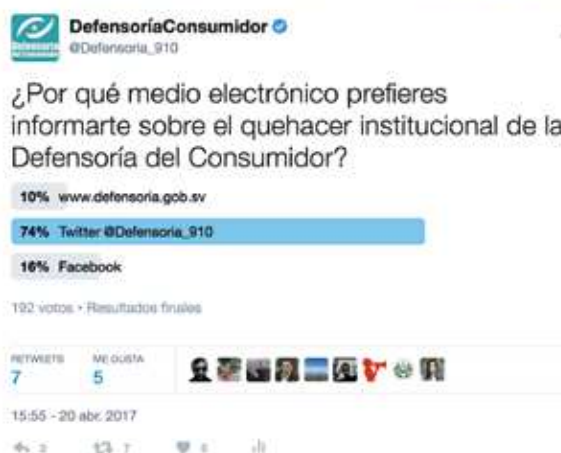 DefensoríaConsumidor
@Defensoria_910
¿Por qué medio electrónico prefieres
informarte sobre el quehacer institucional de la
Defensoría del Consumidor?
10% www.defensoria.gob.sv
74% Twitter @Defensoria_910
16% Facebook
192 votos • Resultados finales
RETWEETS ME GUSTA
7 5
15:55 - 20 abr. 2017
7